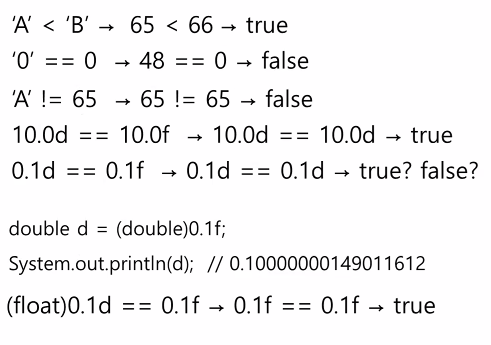 'A' < 'B' → 65 < 66 → true
'0' == 0 → 48 == 0 → false
'A' != 65 → 65 != 65 → false
10.0d == 10.0f → 10.0d == 10.0d → true
0.1d == 0.1f → 0.1d == 0.1d → true? false?
double d = (double)0.1f;
System.out.println(d); // 0.10000000149011612
(float)0.1d == 0.1f → 0.1f == 0.1f → true